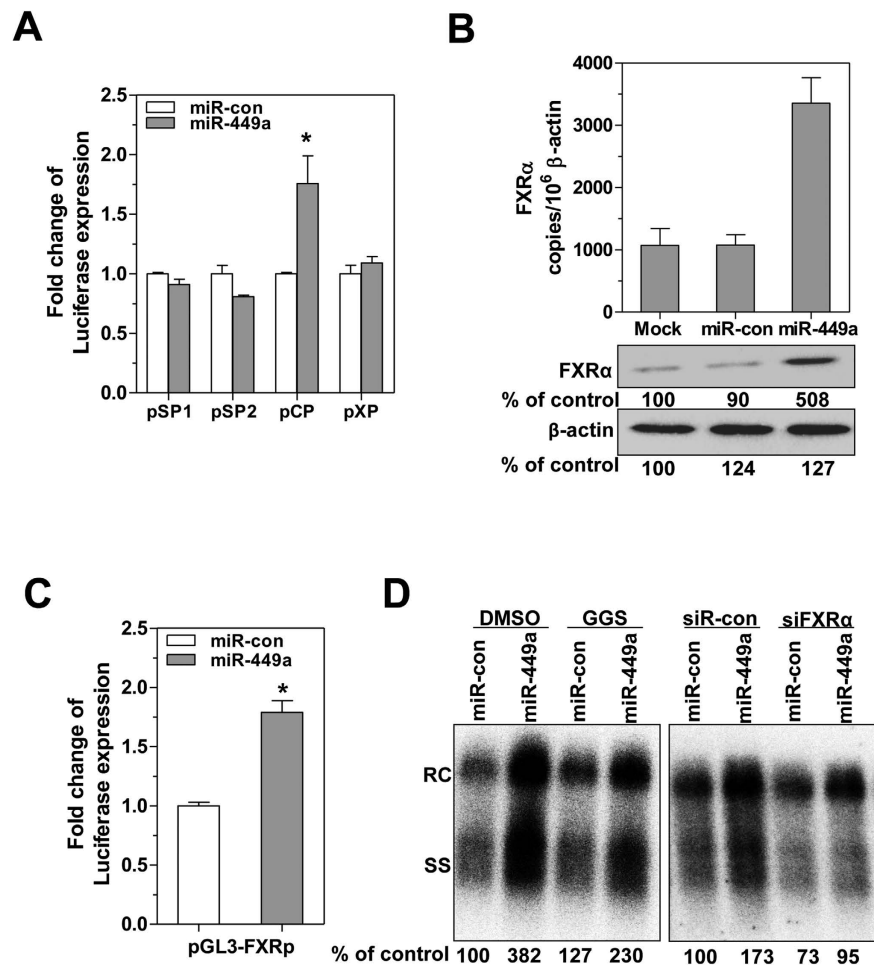 A
Fold change of
Luciferase expression
2.5
2.0
1.5
1.0
0.5
0.0
miR-con
miR-449a
*
pSP1 pSP2 pCP pXP
B
FXRα
copies/10⁶ β-actin
4000
3000
2000
1000
0
Mock miR-con miR-449a
FXRα
% of control 100 90 508
β-actin
% of control 100 124 127
C
Fold change of
Luciferase expression
2.5
2.0
1.5
1.0
0.5
0.0
miR-con
miR-449a
*
pGL3-FXRp
D
DMSO GGS siR-con siFXRα
miR-con miR-449a miR-con miR-449a miR-con miR-449a miR-con miR-449a
RC
SS
% of control 100 382 127 230 100 173 73 95